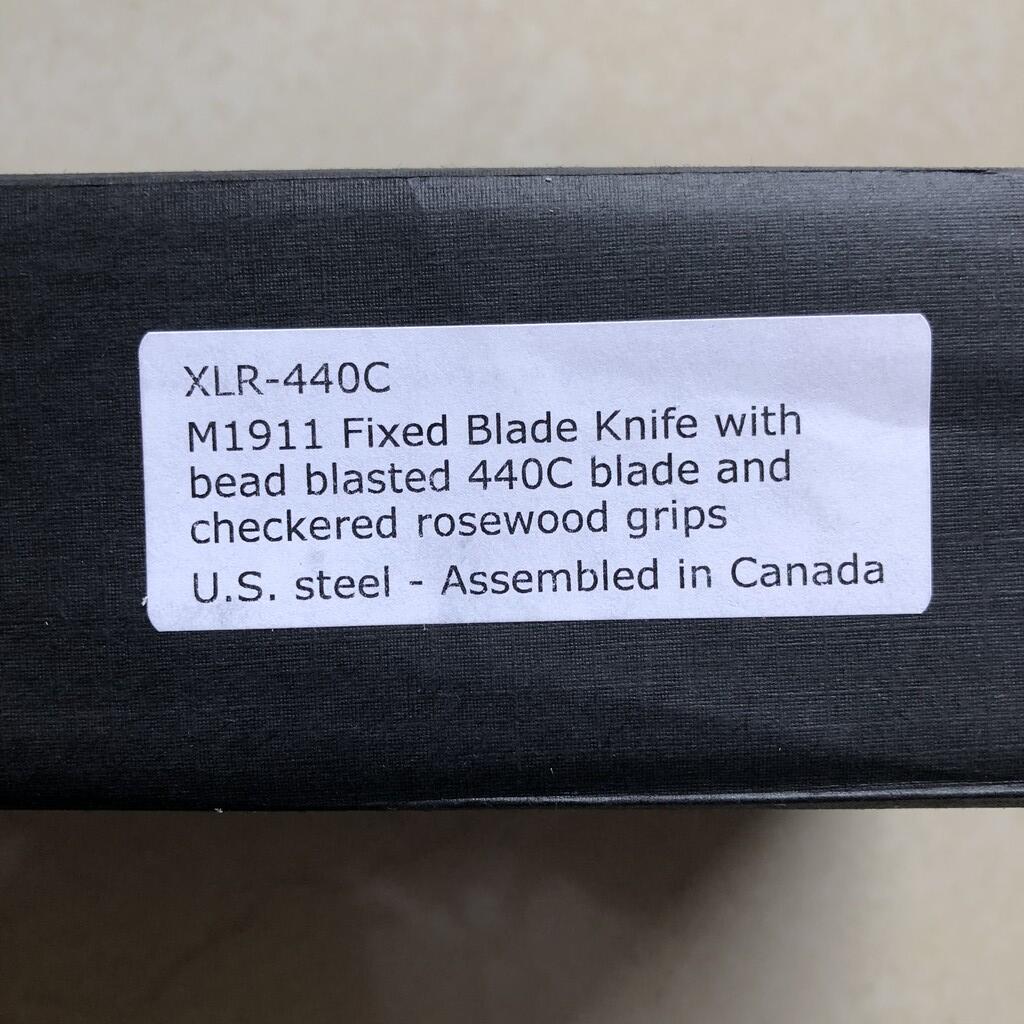 XLR-440C
M1911 Fixed Blade Knife with
bead blasted 440C blade and
checkered rosewood grips
U.S. steel - Assembled in Canada